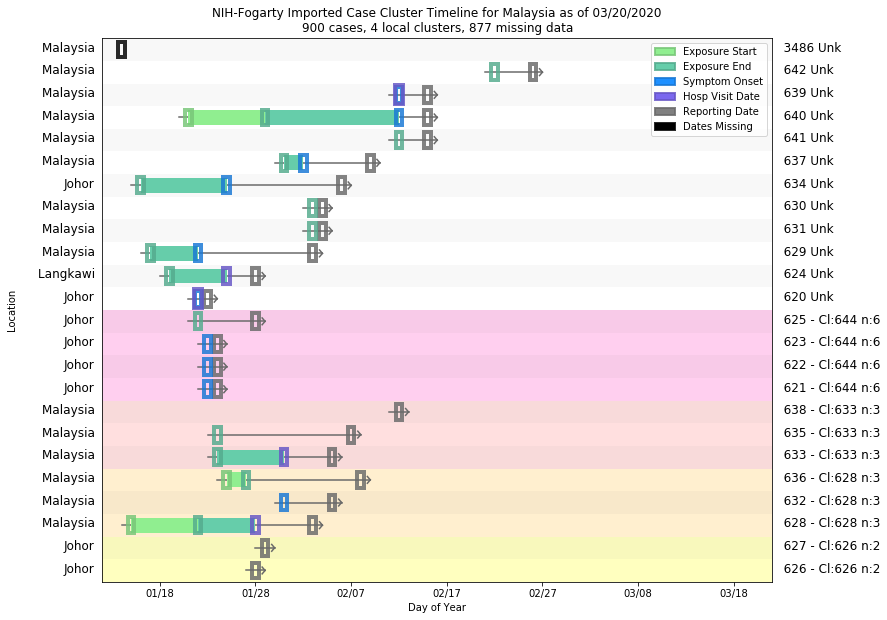 NIH-Fogarty Imported Case Cluster Timeline for Malaysia as of 03/20/2020
900 cases, 4 local clusters, 877 missing data
Malaysia 3486 Unk
Malaysia 642 Unk
Malaysia 639 Unk
Malaysia 640 Unk
Malaysia 641 Unk
Malaysia 637 Unk
Johor 634 Unk
Malaysia 630 Unk
Malaysia 631 Unk
Malaysia 629 Unk
Langkawi 624 Unk
Johor 620 Unk
Johor 625 - Cl:644 n:6
Johor 623 - Cl:644 n:6
Johor 622 - Cl:644 n:6
Johor 621 - Cl:644 n:6
Malaysia 638 - Cl:633 n:3
Malaysia 635 - Cl:633 n:3
Malaysia 633 - Cl:633 n:3
Malaysia 636 - Cl:628 n:3
Malaysia 632 - Cl:628 n:3
Malaysia 628 - Cl:628 n:3
Johor 627 - Cl:626 n:2
Johor 626 - Cl:626 n:2
Exposure Start
Exposure End
Symptom Onset
Hosp Visit Date
Reporting Date
Dates Missing
Location
01/18 01/28 02/07 02/17 02/27 03/08 03/18
Day of Year